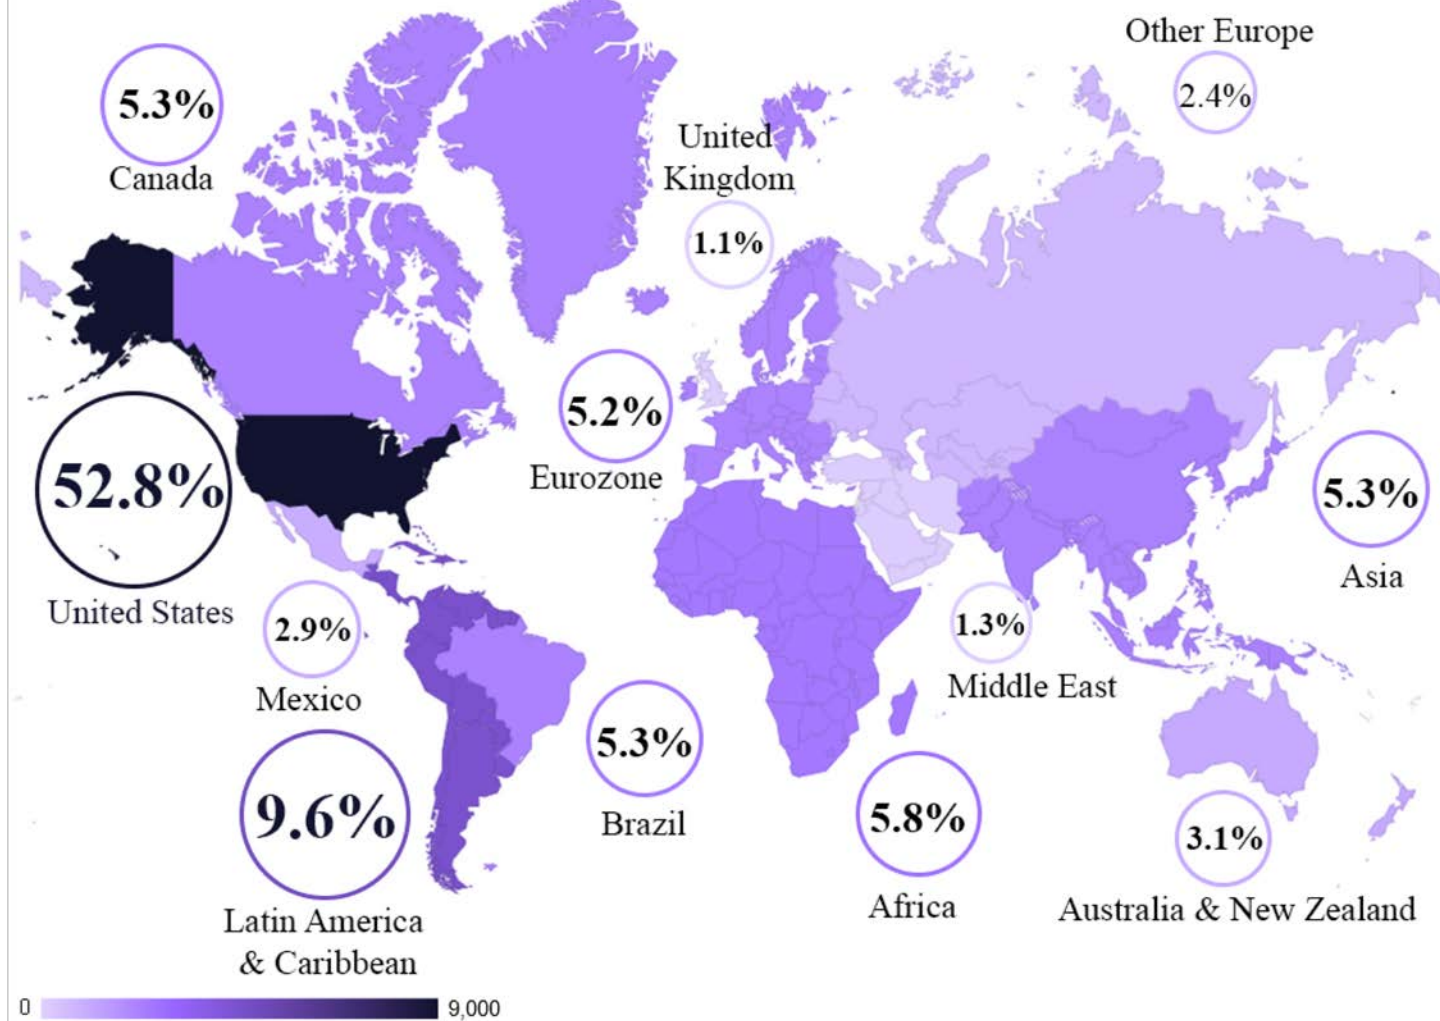 Other Europe
2.4%
5.3%
Canada
United
Kingdom
1.1%
52.8%
United States
5.2%
Eurozone
5.3%
Asia
2.9%
Mexico
1.3%
Middle East
9.6%
Latin America
& Caribbean
5.3%
Brazil
5.8%
Africa
3.1%
Australia & New Zealand
0
9,000